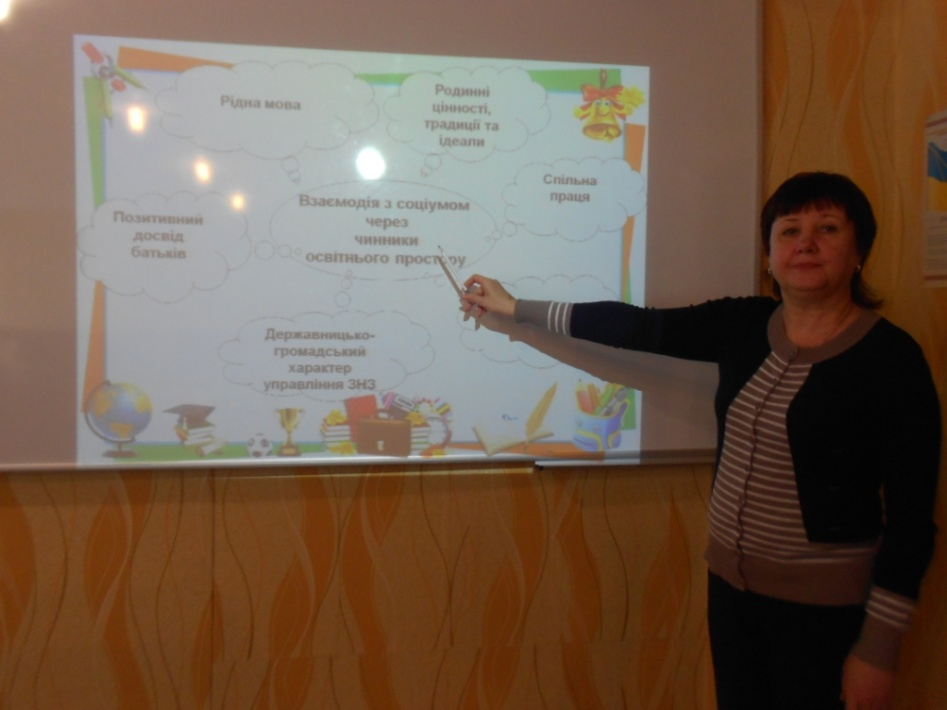 Рідна мова
Родинні
цінності,
традиції та
ідеали
Спільна
праця
Взаємодія з соціумом
через
чинники
освітнього простору
Позитивний
досвід
батьків
Державницько-
громадський
характер
управління ЗНЗ